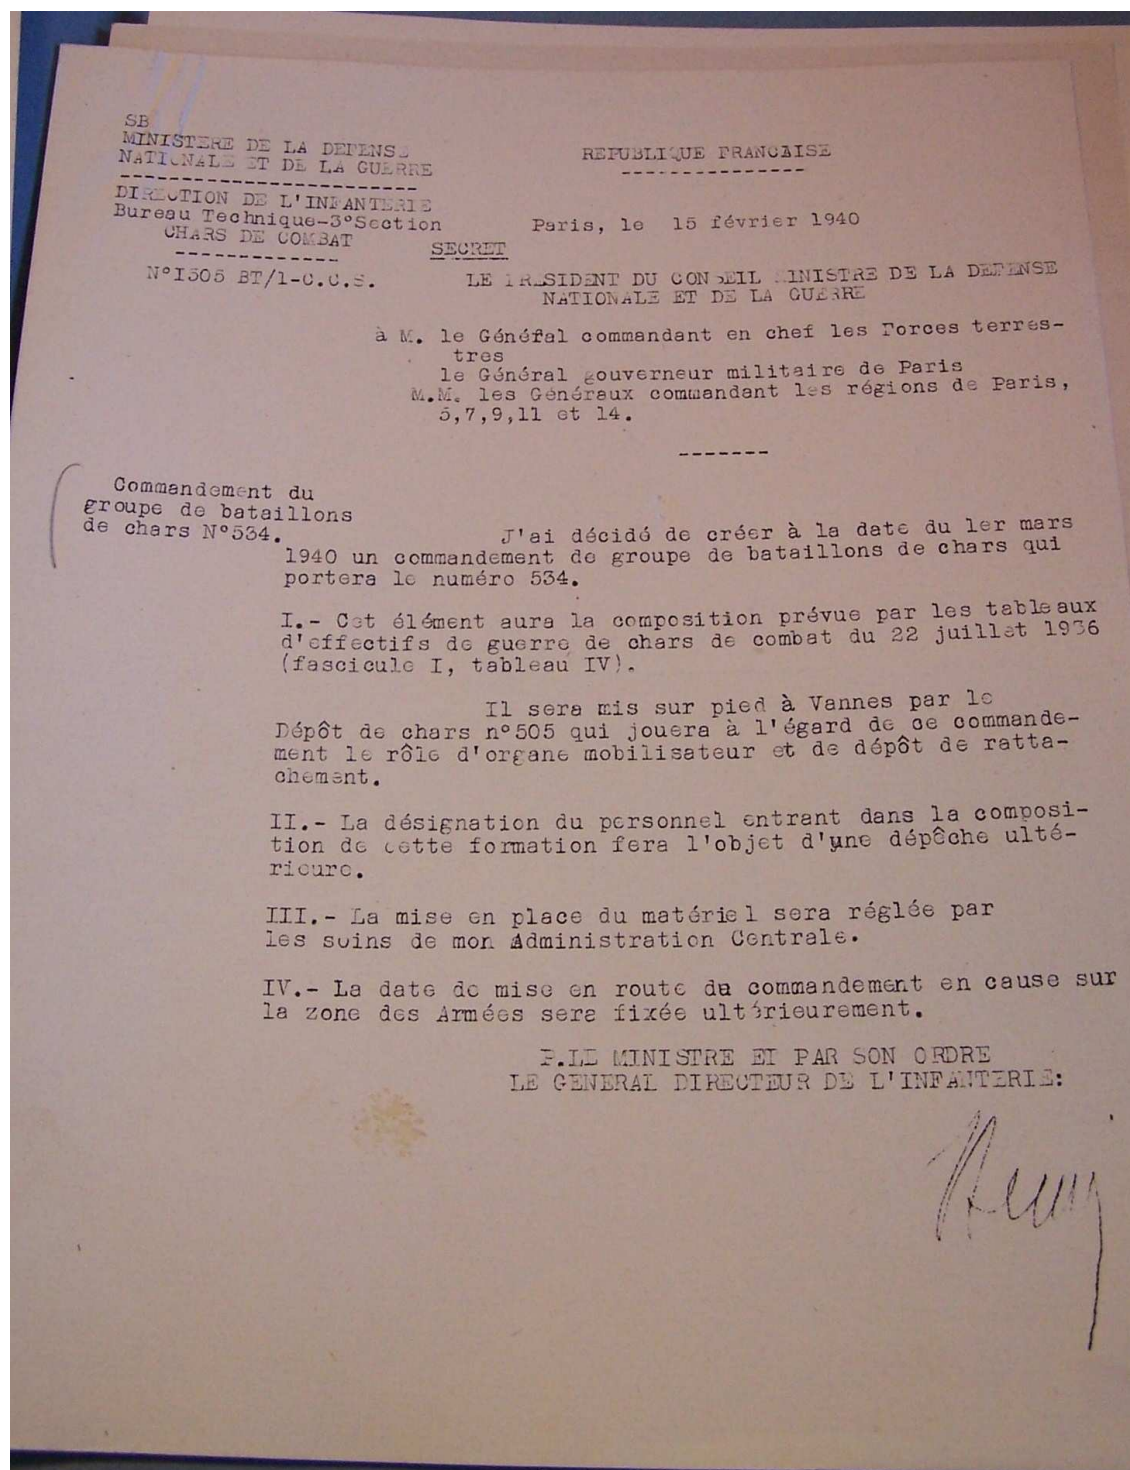 SB
MINISTERE DE LA DEFENSE
NATIONALE ET DE LA GUERRE
REPUBLIQUE FRANCAISE
DIRECTION DE L'INFANTERIE
Bureau Technique-3°Section
CHARS DE COMBAT
Paris, le 15 février 1940
SECRET
N°1305 BT/1-C.C.S.
LE PRESIDENT DU CONSEIL MINISTRE DE LA DEFENSE
NATIONALE ET DE LA GUERRE
à M. le Général commandant en chef les Forces terres-
tres
le Général gouverneur militaire de Paris
M.M. les Généraux commandant les régions de Paris,
5,7,9,11 et 14.
Commandement du
groupe de bataillons
de chars N°534.
J'ai décidé de créer à la date du 1er mars
1940 un commandement de groupe de bataillons de chars qui
portera le numéro 534.
I.- Cet élément aura la composition prévue par les tableaux
d'effectifs de guerre de chars de combat du 22 juillet 1936
(fascicule I, tableau IV).
Il sera mis sur pied à Vannes par le
Dépôt de chars n°505 qui jouera à l'égard de ce commande-
ment le rôle d'organe mobilisateur et de dépôt de ratta-
chement.
II.- La désignation du personnel entrant dans la composi-
tion de cette formation fera l'objet d'une dépêche ulté-
rieure.
III.- La mise en place du matériel sera réglée par
les soins de mon Administration Centrale.
IV.- La date de mise en route du commandement en cause sur
la zone des Armées sera fixée ultérieurement.
P.LE MINISTRE ET PAR SON ORDRE
LE GENERAL DIRECTEUR DE L'INFANTERIE: